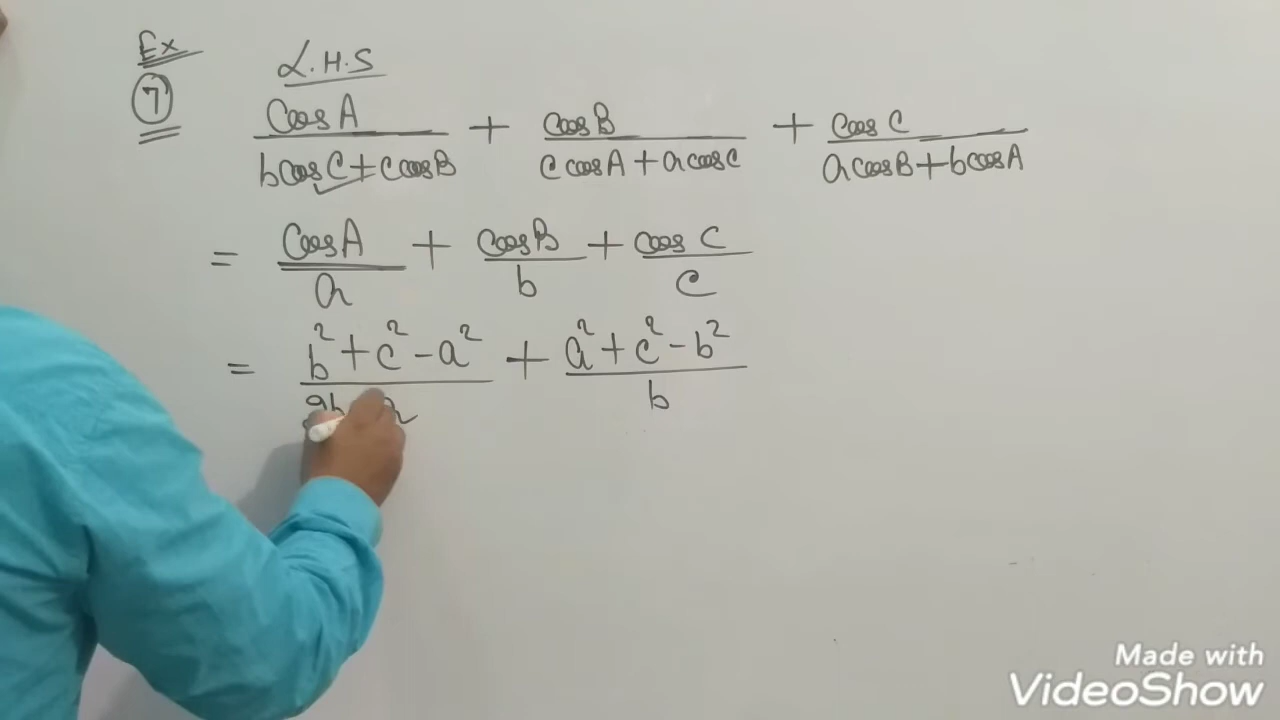 Ex
7
L.H.S
cosA/(bcosC+ccosB) + cosB/(c cosA+acosC) + cosC/(acosB+bcosA)
= cosA/a + cosB/b + cosC/c
= (b²+c²-a²)/ + (a²+c²-b²)/b
Made with
VideoShow